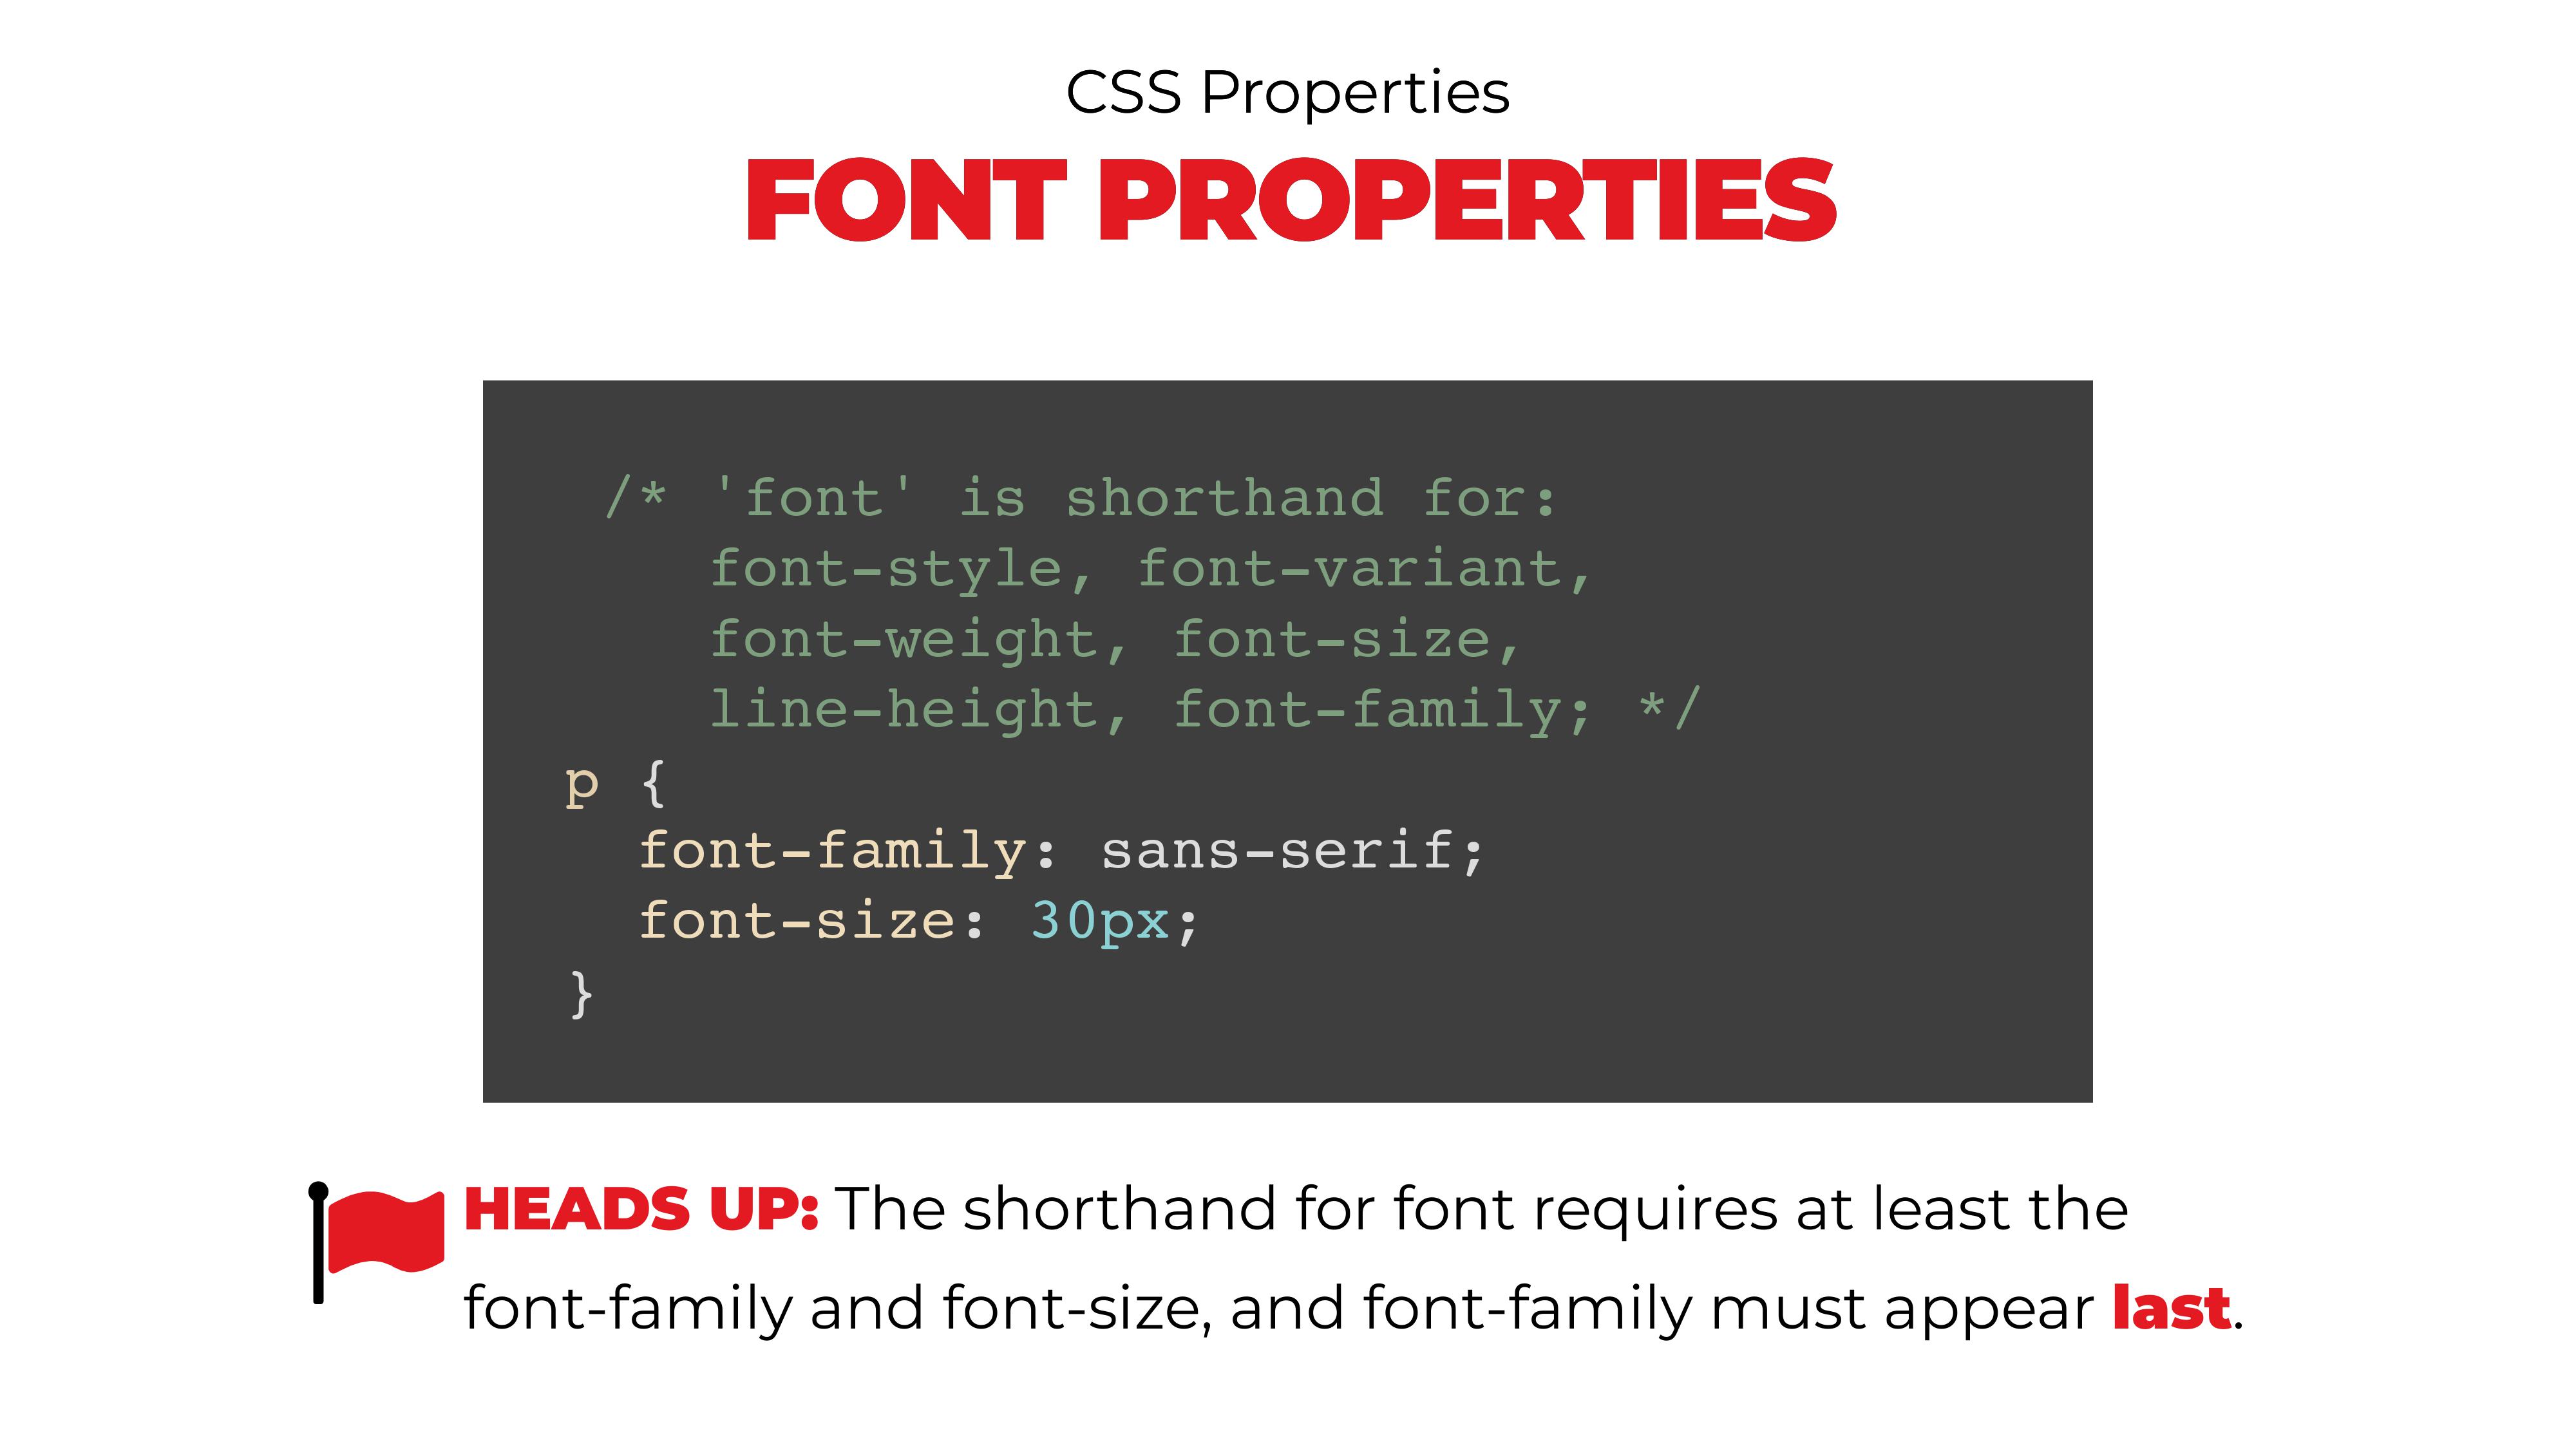 CSS Properties
FONT PROPERTIES
/* 'font' is shorthand for:
font-style, font-variant,
font-weight, font-size,
line-height, font-family; */
p {
font-family: sans-serif;
font-size: 30px;
}
HEADS UP: The shorthand for font requires at least the
font-family and font-size, and font-family must appear last.